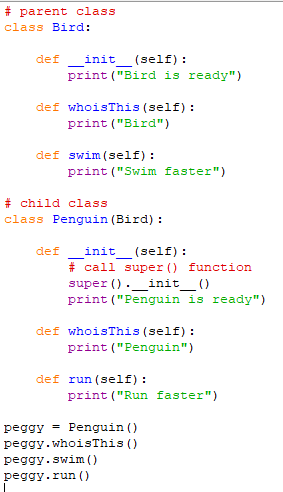 # parent class
class Bird:
    def __init__(self):
        print("Bird is ready")
    def whoisThis(self):
        print("Bird")
    def swim(self):
        print("Swim faster")
# child class
class Penguin(Bird):
    def __init__(self):
        # call super() function
        super().__init__()
        print("Penguin is ready")
    def whoisThis(self):
        print("Penguin")
    def run(self):
        print("Run faster")
peggy = Penguin()
peggy.whoisThis()
peggy.swim()
peggy.run()